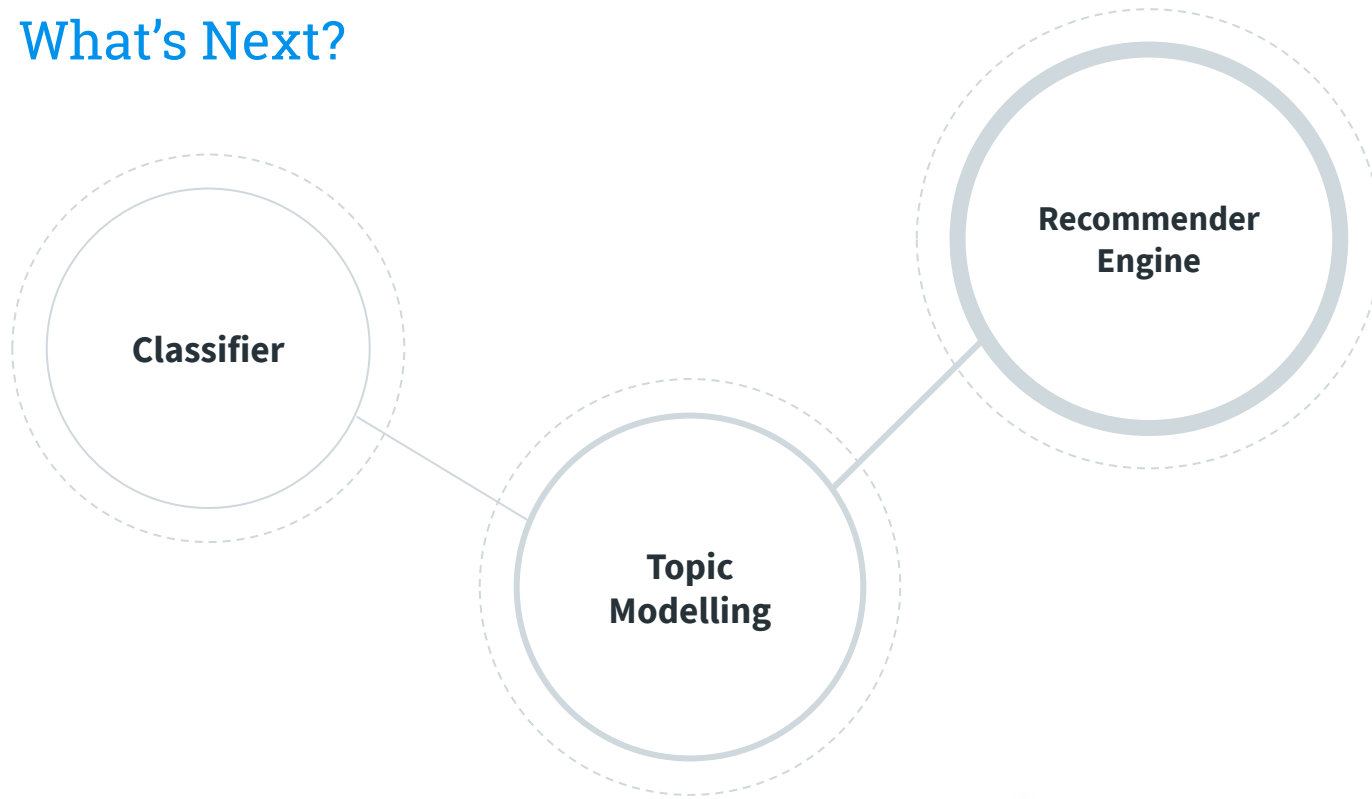 What’s Next?
Classifier
Topic
Modelling
Recommender
Engine